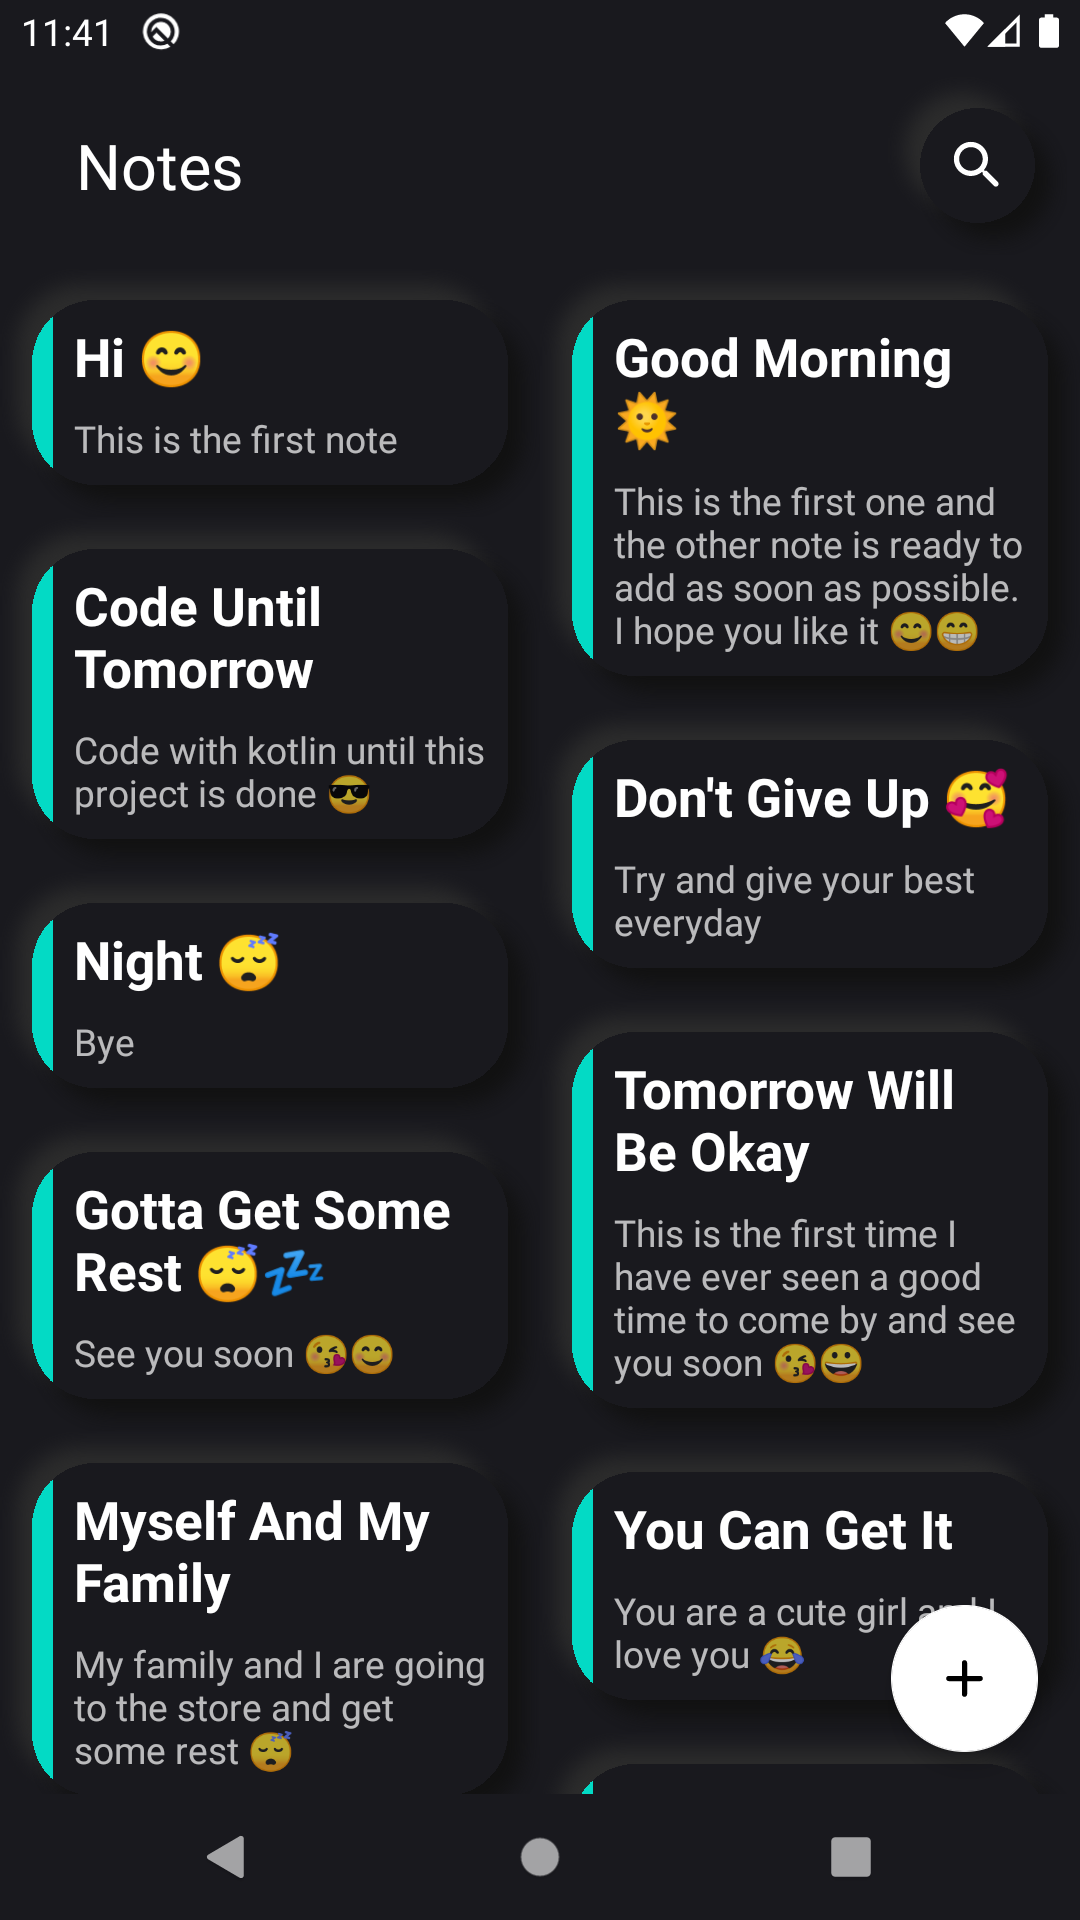 11:41
Notes
Hi 😊
This is the first note
Good Morning
🌞
This is the first one and
the other note is ready to
add as soon as possible.
I hope you like it 😊😁
Code Until
Tomorrow
Code with kotlin until this
project is done 😎
Don't Give Up 🥰
Try and give your best
everyday
Night 😴
Bye
Tomorrow Will
Be Okay
This is the first time I
have ever seen a good
time to come by and see
you soon 😘😀
Gotta Get Some
Rest 😴💤
See you soon 😘😊
Myself And My
Family
My family and I are going
to the store and get
some rest 😴
You Can Get It
You are a cute girl and I
love you 😂